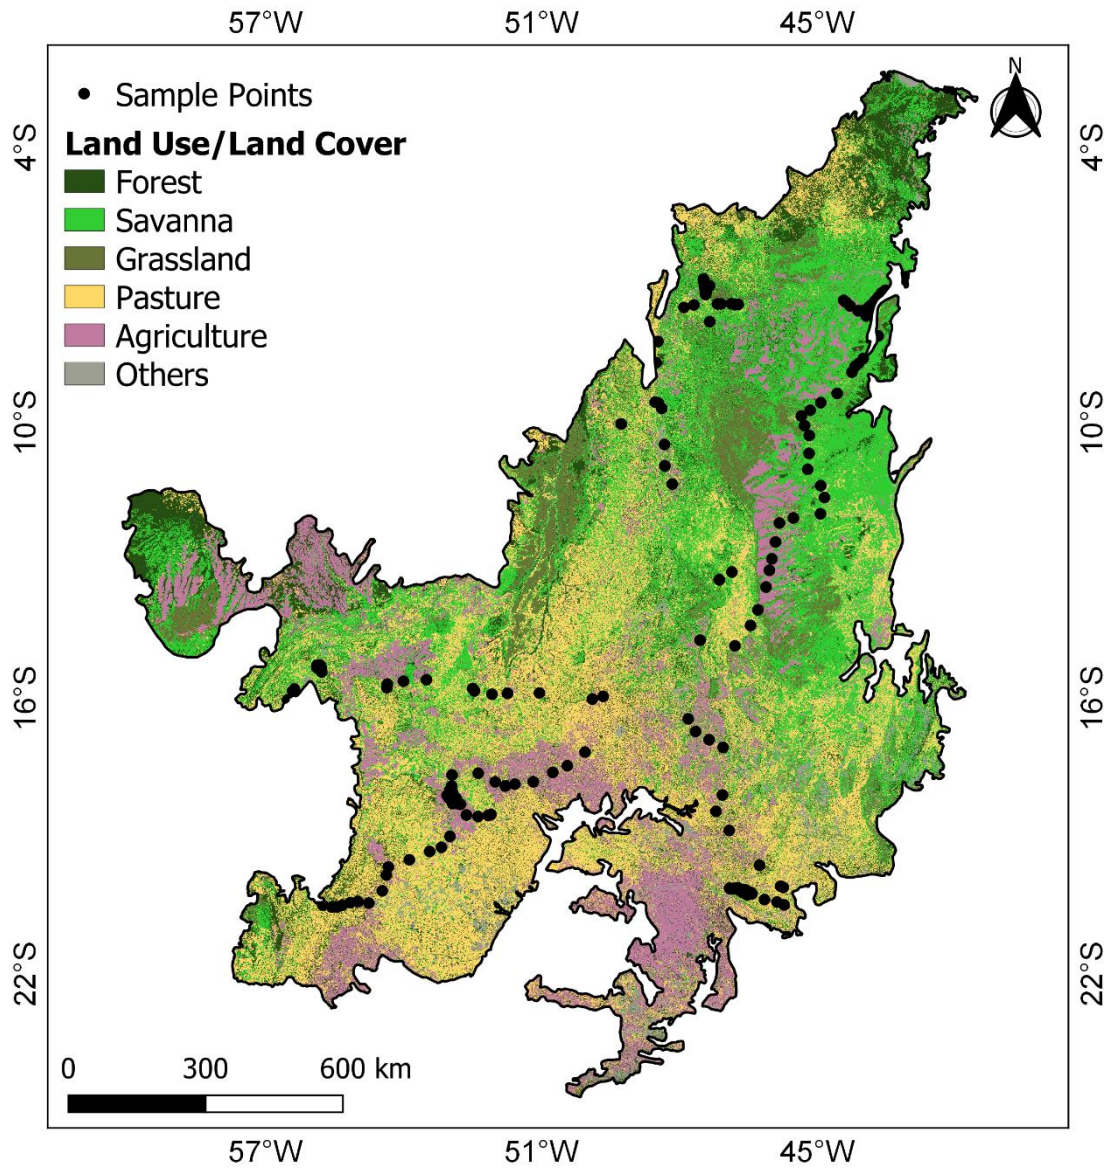 57°W 51°W 45°W
N
Sample Points
4°S 4°S
Land Use/Land Cover
Forest
Savanna
Grassland
Pasture
Agriculture
Others
10°S 10°S
16°S 16°S
22°S 22°S
0 300 600 km
57°W 51°W 45°W